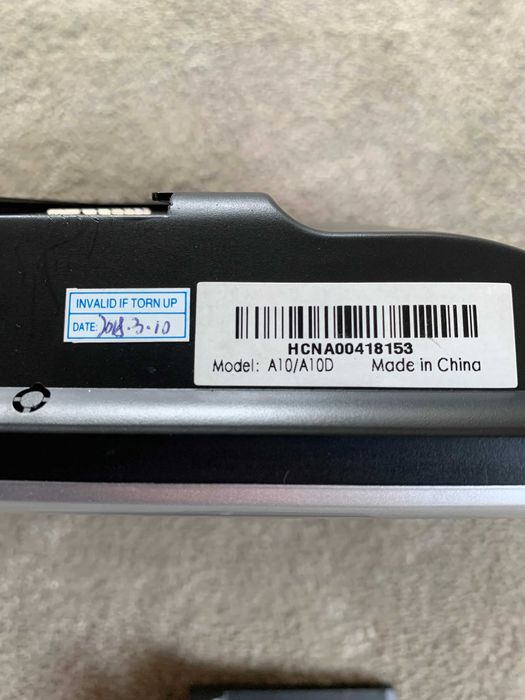 INVALID IF TORN UP
DATE: 2018.3.10
HCNA00418153
Model: A10/A10D Made in China